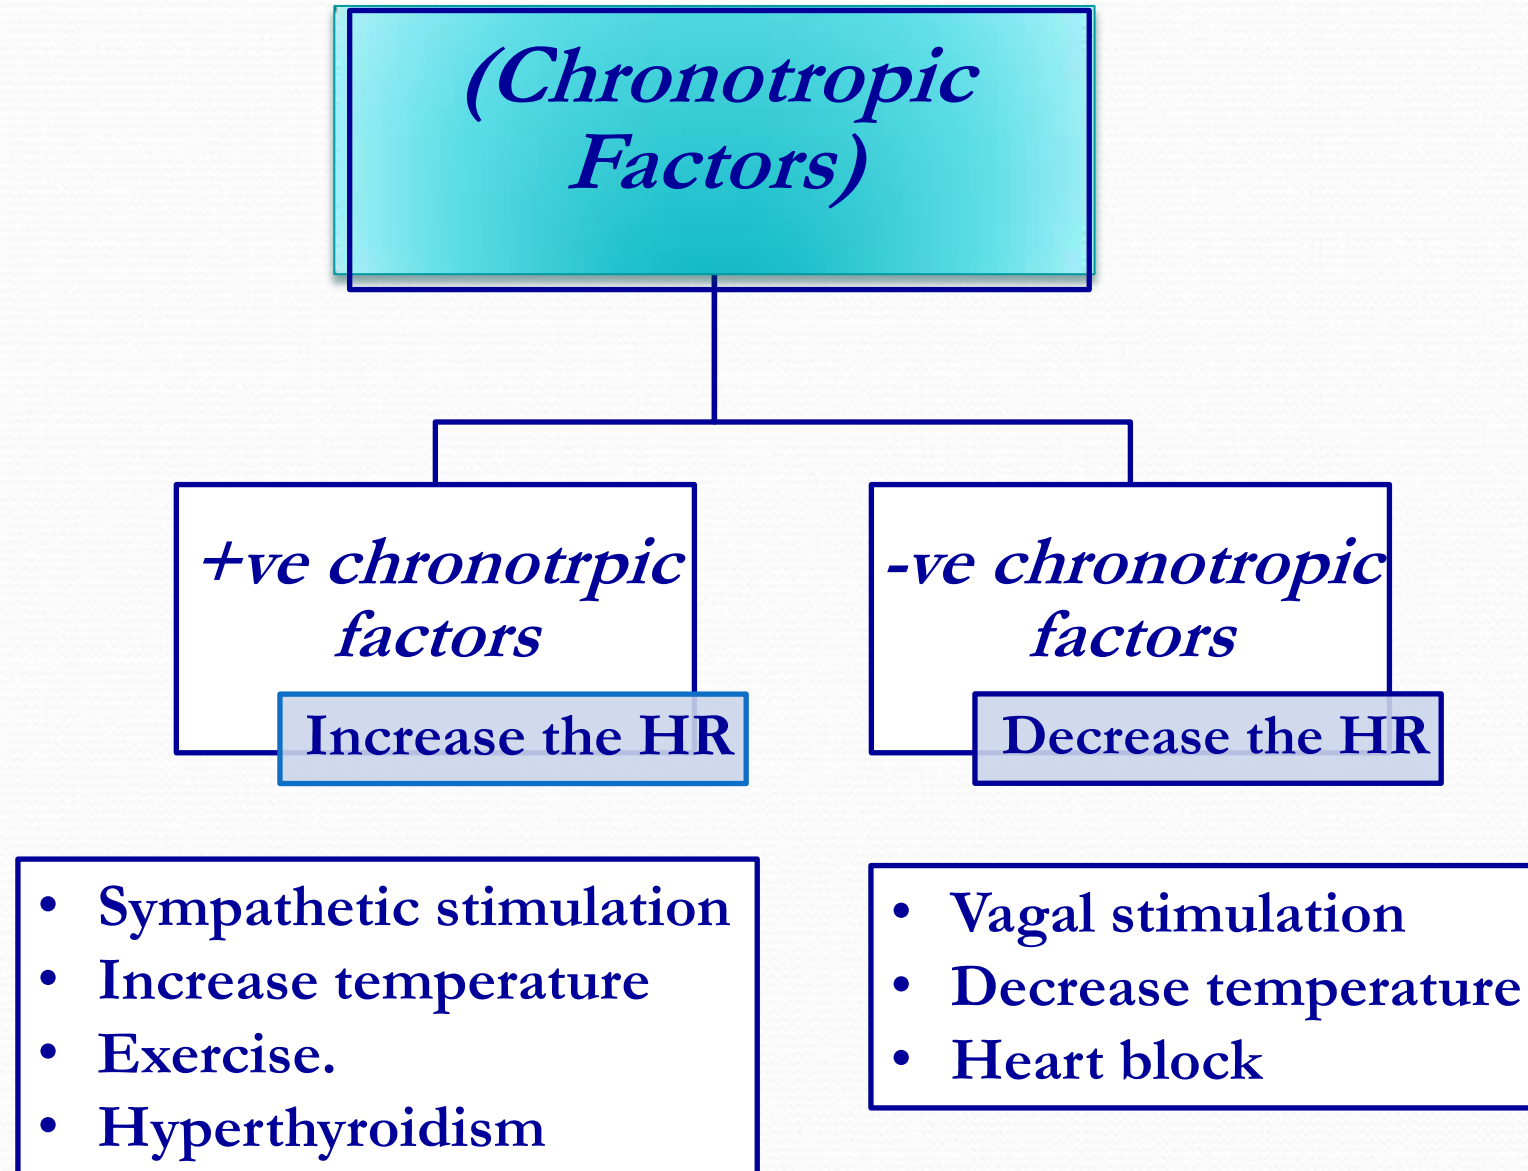 (Chronotropic
Factors)
+ve chronotrpic
factors
Increase the HR
-ve chronotropic
factors
Decrease the HR
• Sympathetic stimulation
• Increase temperature
• Exercise.
• Hyperthyroidism
• Vagal stimulation
• Decrease temperature
• Heart block